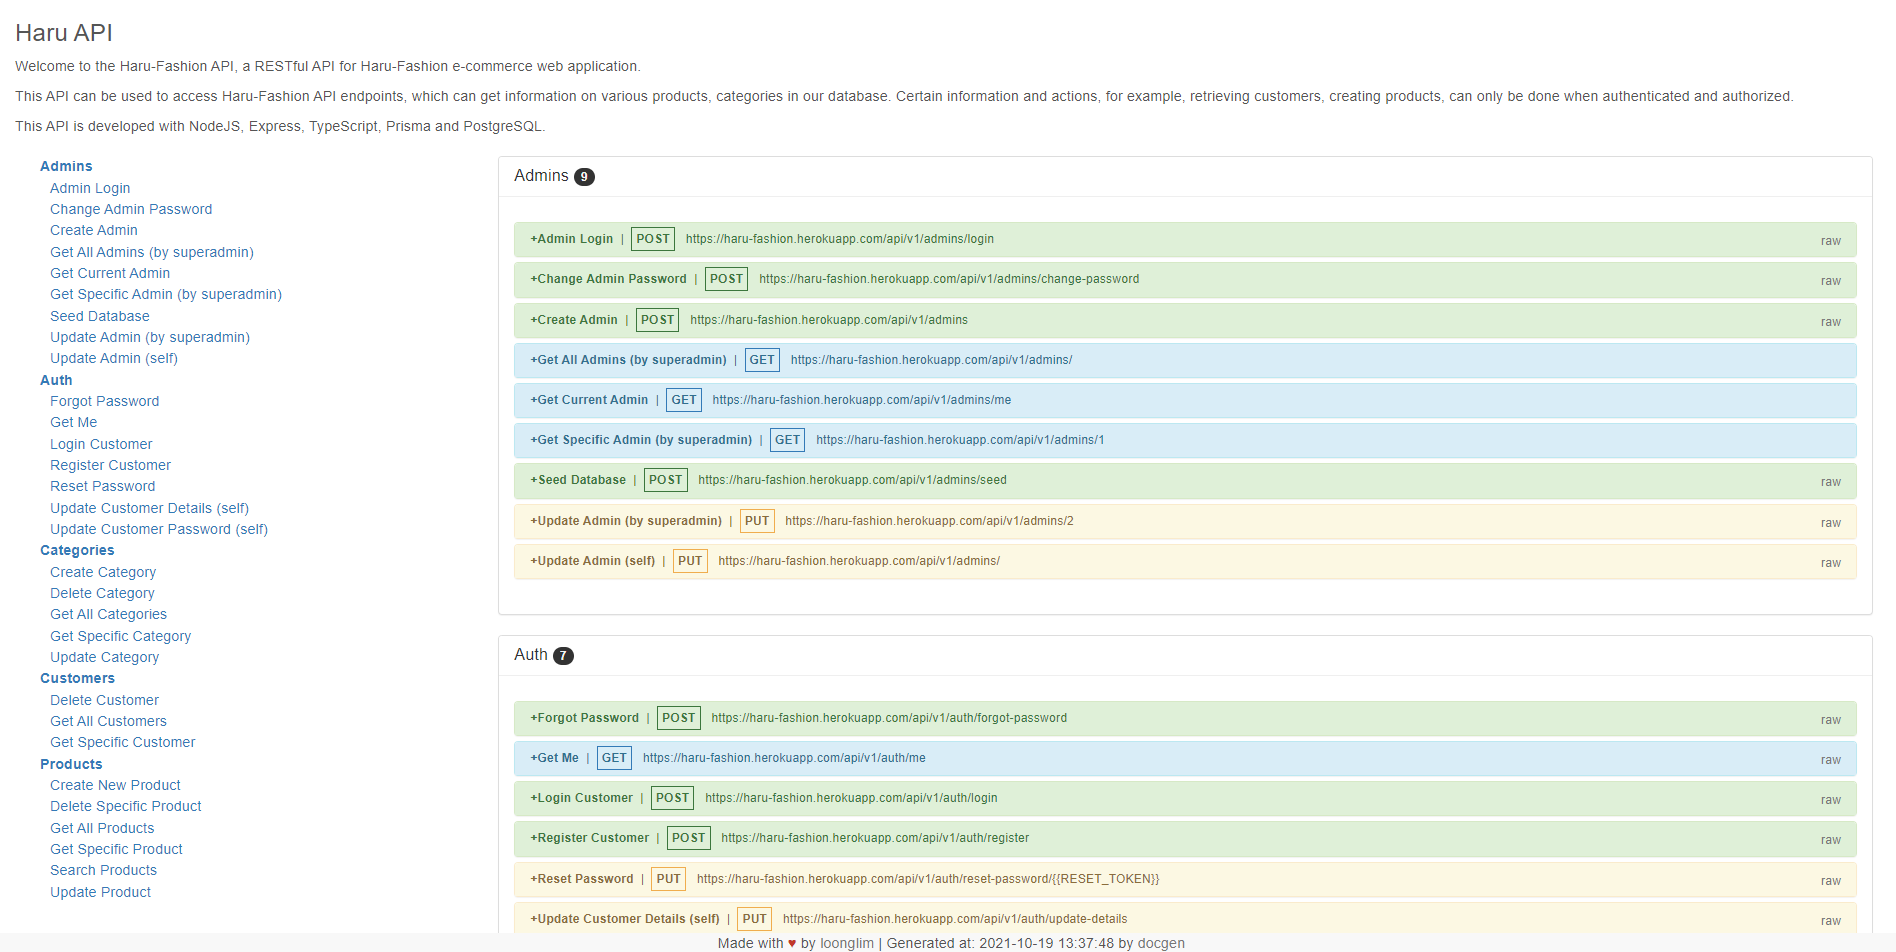 Haru API
Welcome to the Haru-Fashion API, a RESTful API for Haru-Fashion e-commerce web application.
This API can be used to access Haru-Fashion API endpoints, which can get information on various products, categories in our database. Certain information and actions, for example, retrieving customers, creating products, can only be done when authenticated and authorized.
This API is developed with NodeJS, Express, TypeScript, Prisma and PostgreSQL.
Admins
Admin Login
Change Admin Password
Create Admin
Get All Admins (by superadmin)
Get Current Admin
Get Specific Admin (by superadmin)
Seed Database
Update Admin (by superadmin)
Update Admin (self)
Auth
Forgot Password
Get Me
Login Customer
Register Customer
Reset Password
Update Customer Details (self)
Update Customer Password (self)
Categories
Create Category
Delete Category
Get All Categories
Get Specific Category
Update Category
Customers
Delete Customer
Get All Customers
Get Specific Customer
Products
Create New Product
Delete Specific Product
Get All Products
Get Specific Product
Search Products
Update Product
Admins 9
+Admin Login | POST https://haru-fashion.herokuapp.com/api/v1/admins/login raw
+Change Admin Password | POST https://haru-fashion.herokuapp.com/api/v1/admins/change-password raw
+Create Admin | POST https://haru-fashion.herokuapp.com/api/v1/admins raw
+Get All Admins (by superadmin) | GET https://haru-fashion.herokuapp.com/api/v1/admins/
+Get Current Admin | GET https://haru-fashion.herokuapp.com/api/v1/admins/me
+Get Specific Admin (by superadmin) | GET https://haru-fashion.herokuapp.com/api/v1/admins/1
+Seed Database | POST https://haru-fashion.herokuapp.com/api/v1/admins/seed raw
+Update Admin (by superadmin) | PUT https://haru-fashion.herokuapp.com/api/v1/admins/2 raw
+Update Admin (self) | PUT https://haru-fashion.herokuapp.com/api/v1/admins/ raw
Auth 7
+Forgot Password | POST https://haru-fashion.herokuapp.com/api/v1/auth/forgot-password raw
+Get Me | GET https://haru-fashion.herokuapp.com/api/v1/auth/me raw
+Login Customer | POST https://haru-fashion.herokuapp.com/api/v1/auth/login raw
+Register Customer | POST https://haru-fashion.herokuapp.com/api/v1/auth/register raw
+Reset Password | PUT https://haru-fashion.herokuapp.com/api/v1/auth/reset-password/{{RESET_TOKEN}} raw
+Update Customer Details (self) | PUT https://haru-fashion.herokuapp.com/api/v1/auth/update-details raw
Made with ♥ by loonglim | Generated at: 2021-10-19 13:37:48 by docgen